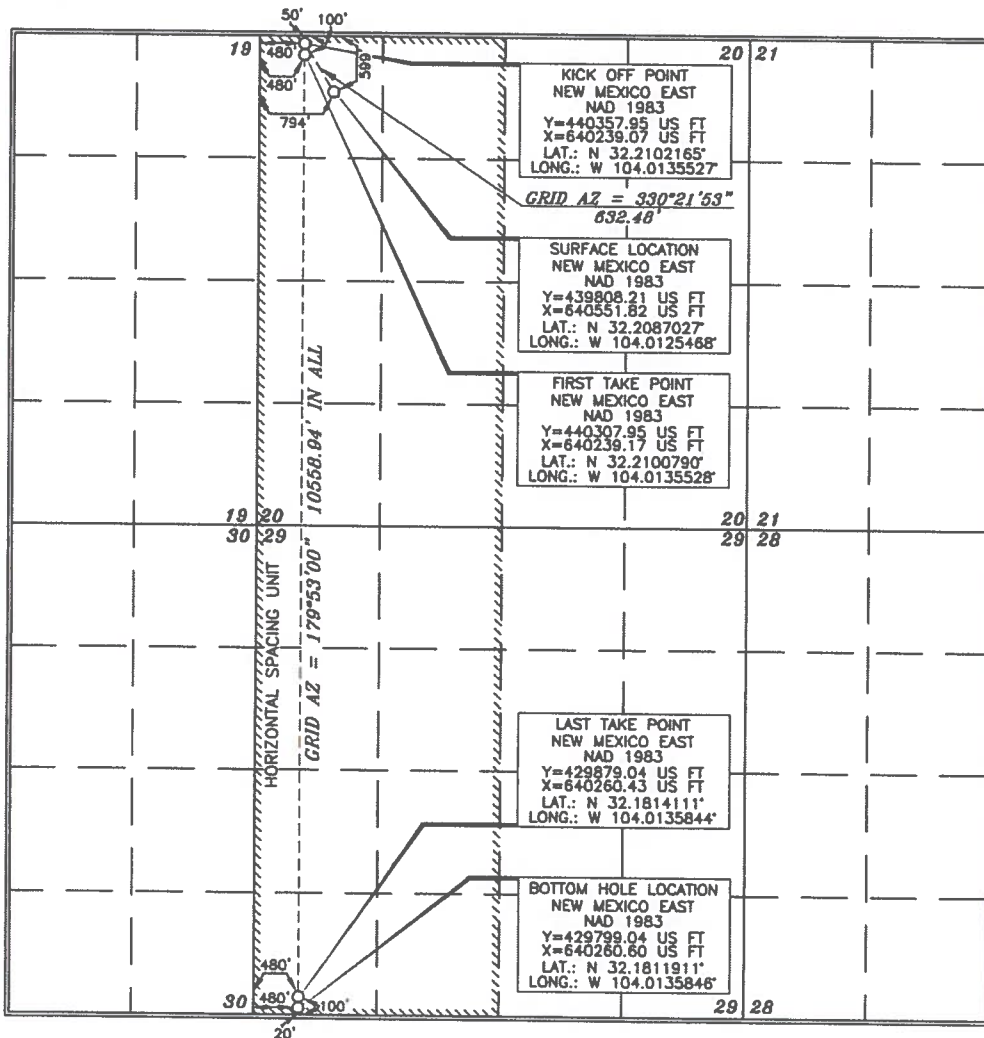 50' 100'
19 480' 599' 20 21
480'
794'
KICK OFF POINT
NEW MEXICO EAST
NAD 1983
Y=440357.95 US FT
X=640239.07 US FT
LAT.: N 32.2102165°
LONG.: W 104.0135527°
GRID AZ = 330°21'53"
632.48'
SURFACE LOCATION
NEW MEXICO EAST
NAD 1983
Y=439808.21 US FT
X=640551.82 US FT
LAT.: N 32.2087027°
LONG.: W 104.0125468°
FIRST TAKE POINT
NEW MEXICO EAST
NAD 1983
Y=440307.95 US FT
X=640239.17 US FT
LAT.: N 32.2100790°
LONG.: W 104.0135528°
GRID AZ = 179°53'00" 10558.94' IN ALL
19 20 20 21
30 29 29 28
HORIZONTAL SPACING UNIT
LAST TAKE POINT
NEW MEXICO EAST
NAD 1983
Y=429879.04 US FT
X=640260.43 US FT
LAT.: N 32.1814111°
LONG.: W 104.0135844°
BOTTOM HOLE LOCATION
NEW MEXICO EAST
NAD 1983
Y=429799.04 US FT
X=640260.60 US FT
LAT.: N 32.1811911°
LONG.: W 104.0135846°
480'
30 480' 100' 29 28
20'